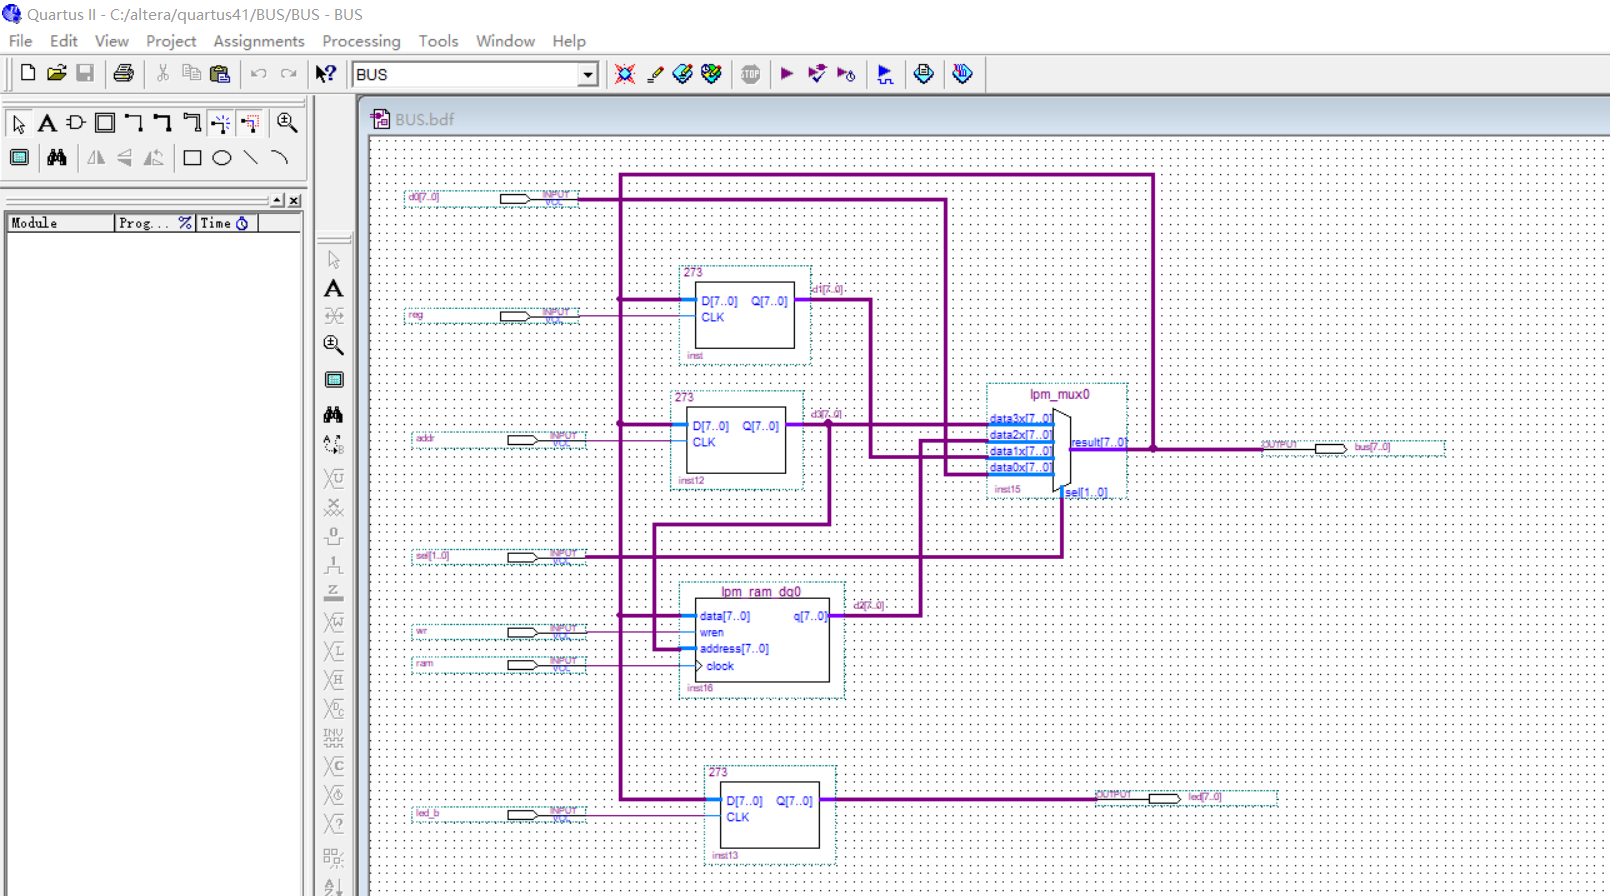 Quartus II - C:/altera/quartus41/BUS/BUS - BUS
File Edit View Project Assignments Processing Tools Window Help
BUS
STOP
BUS.bdf
Module Prog... % Time
d0[7..0] INPUT VCC
273
D[7..0] Q[7..0] d1[7..0]
reg INPUT VCC CLK
inst
lpm_mux0
273
D[7..0] Q[7..0] d3[7..0] data3x[7..0]
addr INPUT VCC CLK data2x[7..0] result[7..0] OUTPUT bus[7..0]
data1x[7..0]
data0x[7..0]
inst12 inst15 sel[1..0]
sel[1..0] INPUT VCC
lpm_ram_dq0
data[7..0] q[7..0] d2[7..0]
wr INPUT VCC wren
address[7..0]
ram INPUT VCC clock
inst16
273
D[7..0] Q[7..0] OUTPUT led[7..0]
led_b INPUT VCC CLK
inst13